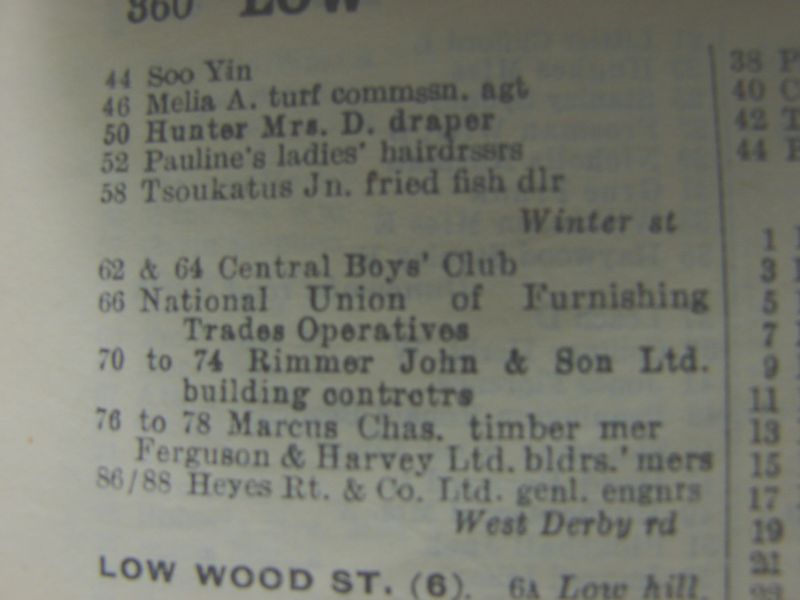 360 LOW
44 Soo Yin
46 Melia A. turf commssn. agt
50 Hunter Mrs. D. draper
52 Pauline's ladies' hairdrssrs
58 Tsoukatus Jn. fried fish dlr
Winter st
62 & 64 Central Boys' Club
66 National Union of Furnishing
Trades Operatives
70 to 74 Rimmer John & Son Ltd.
building contrctrs
76 to 78 Marcus Chas. timber mer
Ferguson & Harvey Ltd. bldrs.' mers
86/88 Heyes Rt. & Co. Ltd. genl. engnrs
West Derby rd
LOW WOOD ST. (6). 6A Low hill.
38 P
40 C
42 T
44
1
3
5
7
9
11
13
15
17
19
21